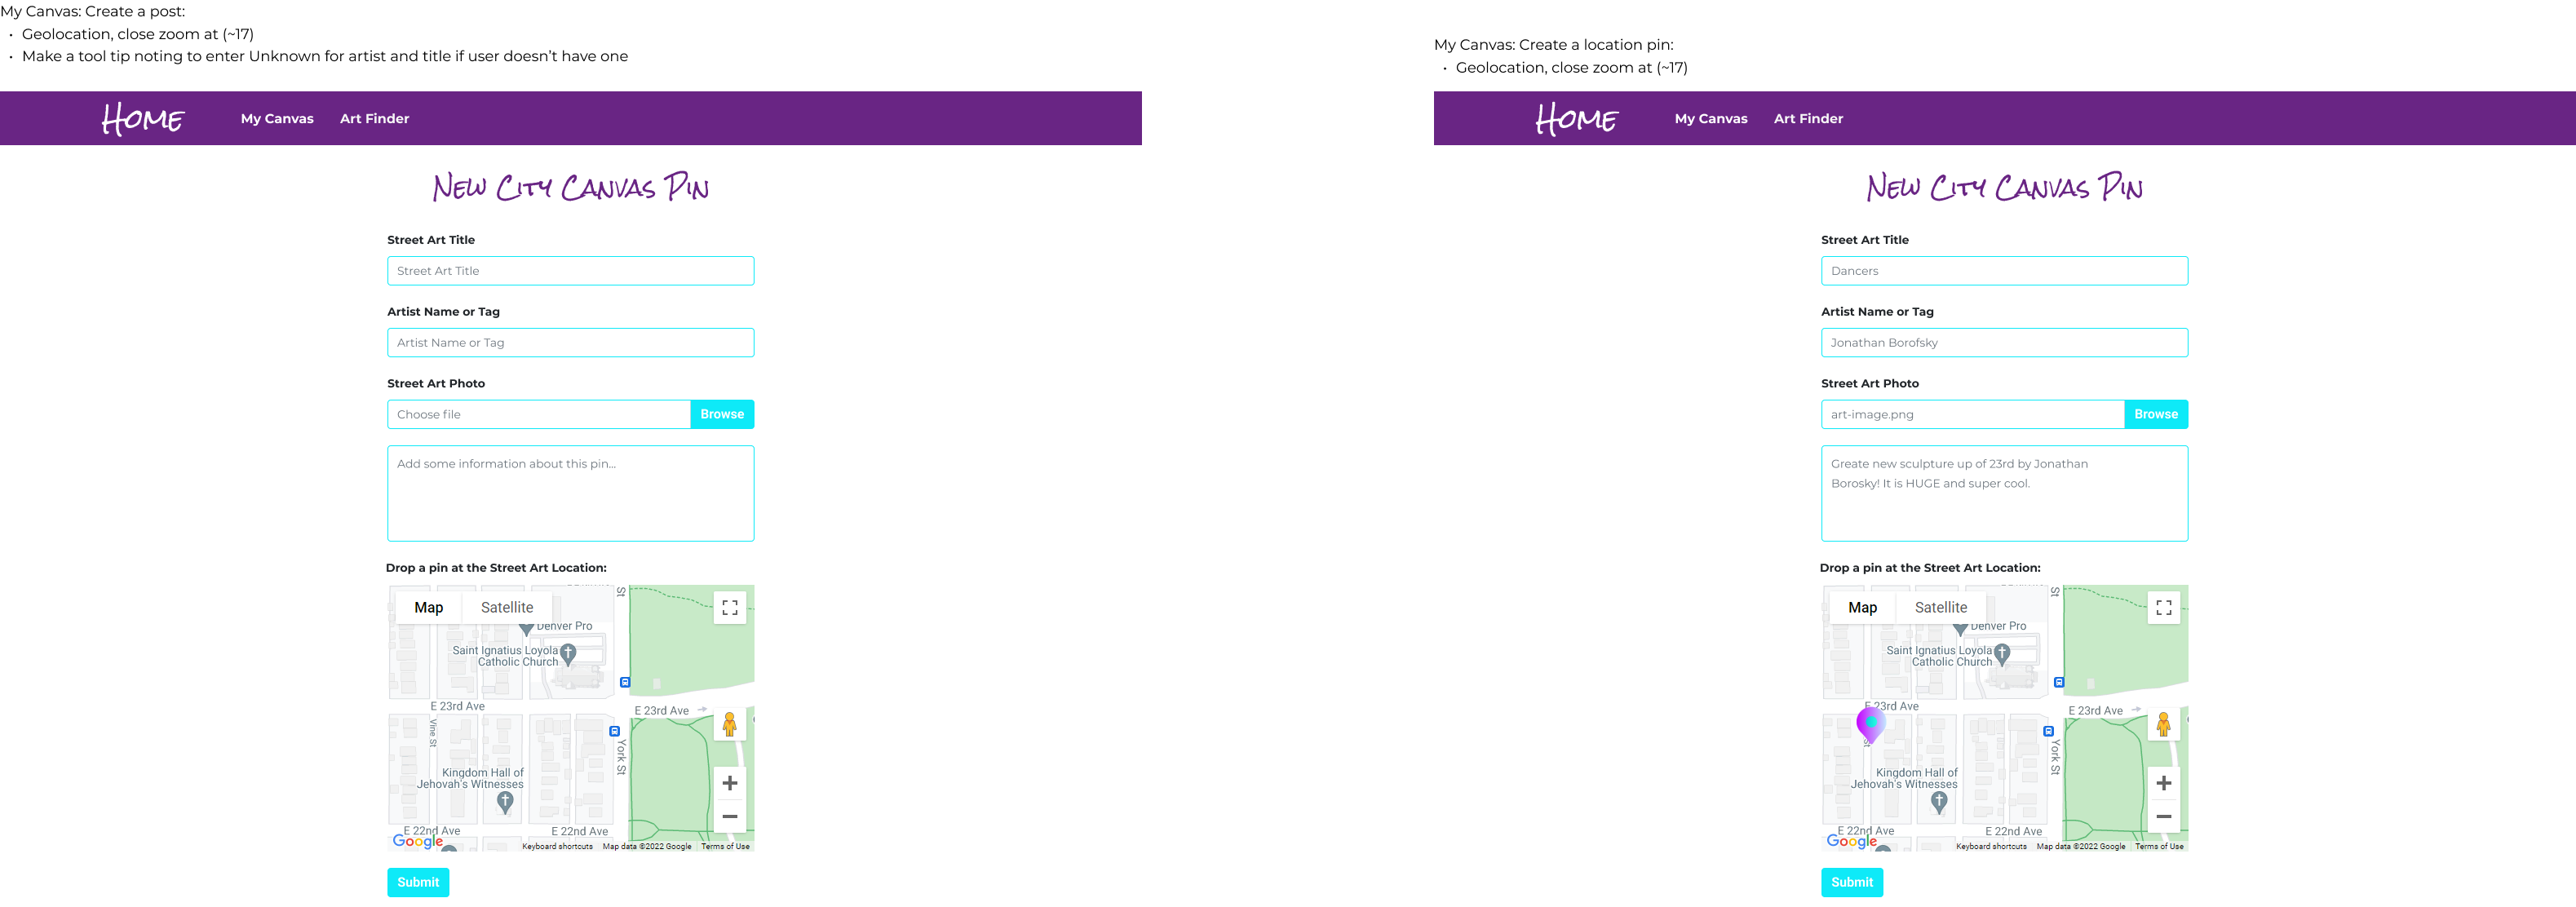 My Canvas: Create a post:
• Geolocation, close zoom at (~17)
• Make a tool tip noting to enter Unknown for artist and title if user doesn’t have one
Home
My Canvas
Art Finder
New City Canvas Pin
Street Art Title
Street Art Title
Artist Name or Tag
Artist Name or Tag
Street Art Photo
Choose file
Browse
Add some information about this pin...
Drop a pin at the Street Art Location:
Map
Satellite
St
Denver Pro
Saint Ignatius Loyola
Catholic Church
E 23rd Ave
E 23rd Ave
Vine St
York St
Kingdom Hall of
Jehovah's Witnesses
E 22nd Ave
E 22nd Ave
Google
Keyboard shortcuts
Map data ©2022 Google
Terms of Use
Submit
My Canvas: Create a location pin:
• Geolocation, close zoom at (~17)
Home
My Canvas
Art Finder
New City Canvas Pin
Street Art Title
Dancers
Artist Name or Tag
Jonathan Borofsky
Street Art Photo
art-image.png
Browse
Create new sculpture up of 23rd by Jonathan
Borosky! It is HUGE and super cool.
Drop a pin at the Street Art Location:
Map
Satellite
St
Denver Pro
Saint Ignatius Loyola
Catholic Church
E 23rd Ave
E 23rd Ave
St
York St
Kingdom Hall of
Jehovah's Witnesses
E 22nd Ave
E 22nd Ave
Google
Keyboard shortcuts
Map data ©2022 Google
Terms of Use
Submit